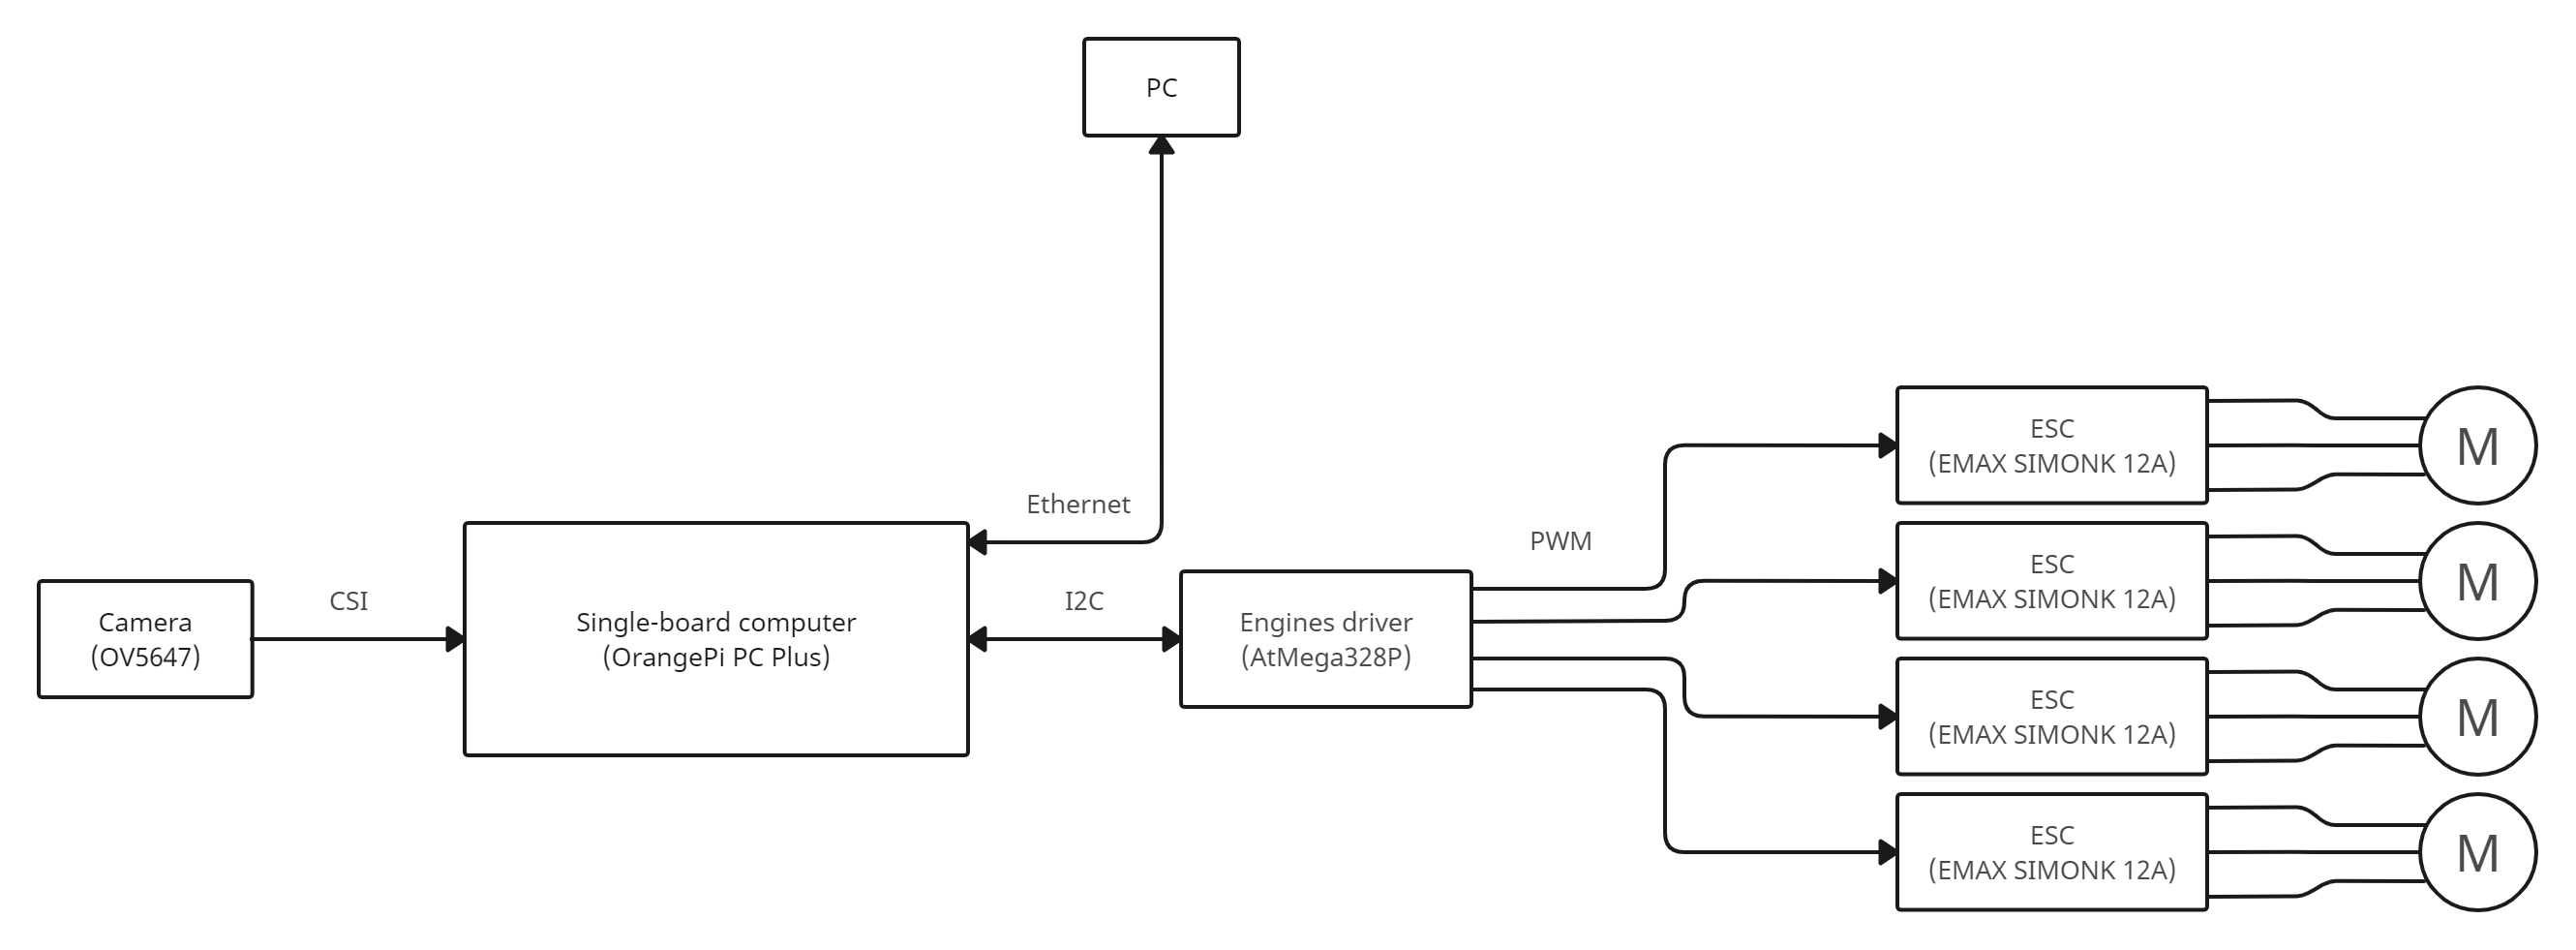 PC
Ethernet
Camera
(OV5647)
CSI
Single-board computer
(OrangePi PC Plus)
I2C
Engines driver
(AtMega328P)
PWM
ESC
(EMAX SIMONK 12A)
M
ESC
(EMAX SIMONK 12A)
M
ESC
(EMAX SIMONK 12A)
M
ESC
(EMAX SIMONK 12A)
M